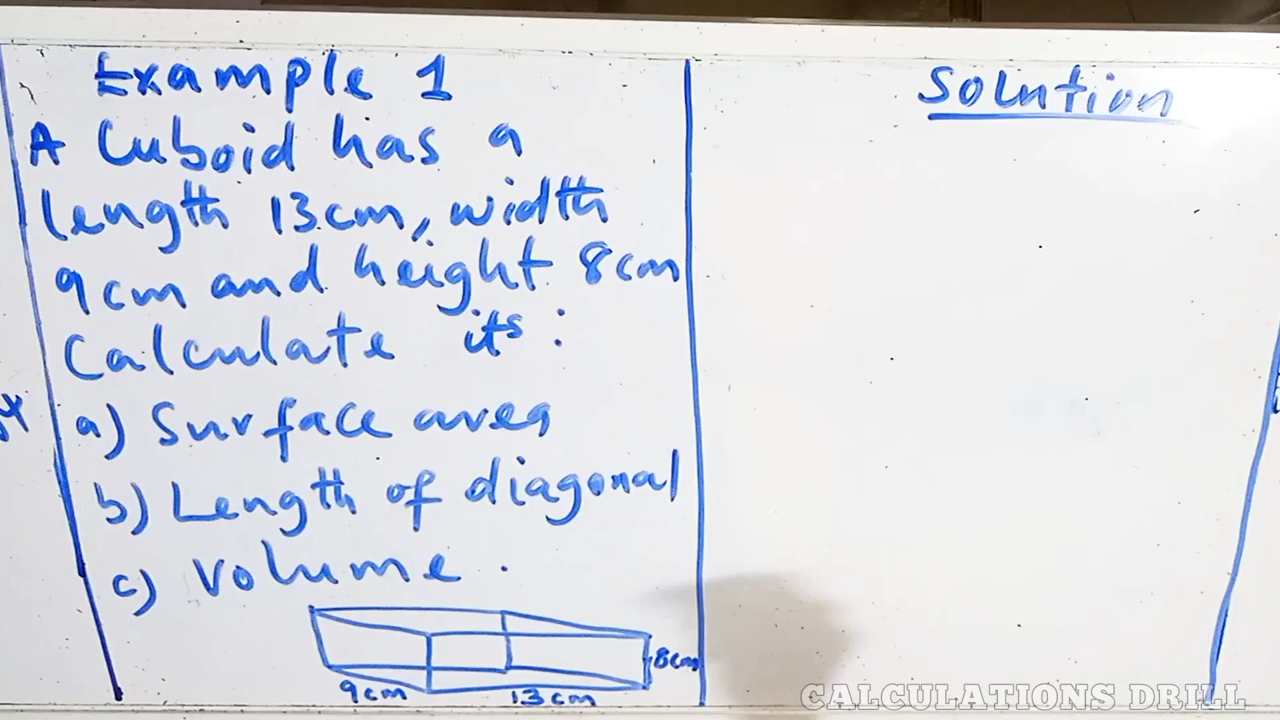 Example 1
A Cuboid has a
length 13cm, width
9cm and height 8cm
Calculate its:
a) Surface area
b) Length of diagonal
c) Volume.
8cm
9cm 13cm
Solution
CALCULATIONS DRILL